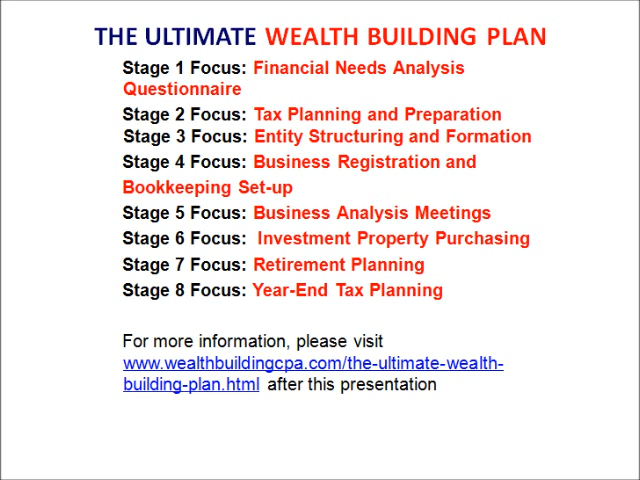 THE ULTIMATE WEALTH BUILDING PLAN
Stage 1 Focus: Financial Needs Analysis
Questionnaire
Stage 2 Focus: Tax Planning and Preparation
Stage 3 Focus: Entity Structuring and Formation
Stage 4 Focus: Business Registration and
Bookkeeping Set-up
Stage 5 Focus: Business Analysis Meetings
Stage 6 Focus: Investment Property Purchasing
Stage 7 Focus: Retirement Planning
Stage 8 Focus: Year-End Tax Planning
For more information, please visit
www.wealthbuildingcpa.com/the-ultimate-wealth-
building-plan.html after this presentation